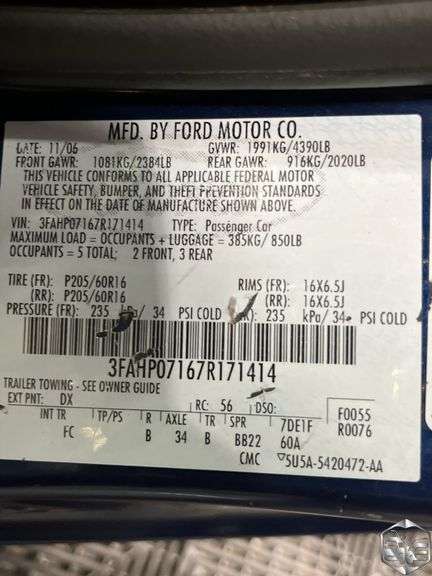 MFD. BY FORD MOTOR CO.
DATE: 11/06 GVWR: 1991KG/4390LB
FRONT GAWR: 1081KG/2384LB REAR GAWR: 916KG/2020LB
THIS VEHICLE CONFORMS TO ALL APPLICABLE FEDERAL MOTOR
VEHICLE SAFETY, BUMPER, AND THEFT PREVENTION STANDARDS
IN EFFECT ON THE DATE OF MANUFACTURE SHOWN ABOVE.
VIN: 3FAHP07167R171414 TYPE: Passenger Car
MAXIMUM LOAD = OCCUPANTS + LUGGAGE = 385KG/ 850LB
OCCUPANTS = 5 TOTAL: 2 FRONT, 3 REAR
TIRE (FR): P205/60R16 RIMS (FR): 16X6.5J
(RR): P205/60R16 (RR): 16X6.5J
PRESSURE (FR): 235 kPa/ 34 PSI COLD 235 kPa/ 34 PSI COLD
3FAHP07167R171414
TRAILER TOWING - SEE OWNER GUIDE
EXT PNT: DX RC: 56 DSO: F0055
INT TR TP/PS R AXLE TR SPR 7DE1F R0076
FC B 34 B BB22 60A
CMC 5U5A-5420472-AA